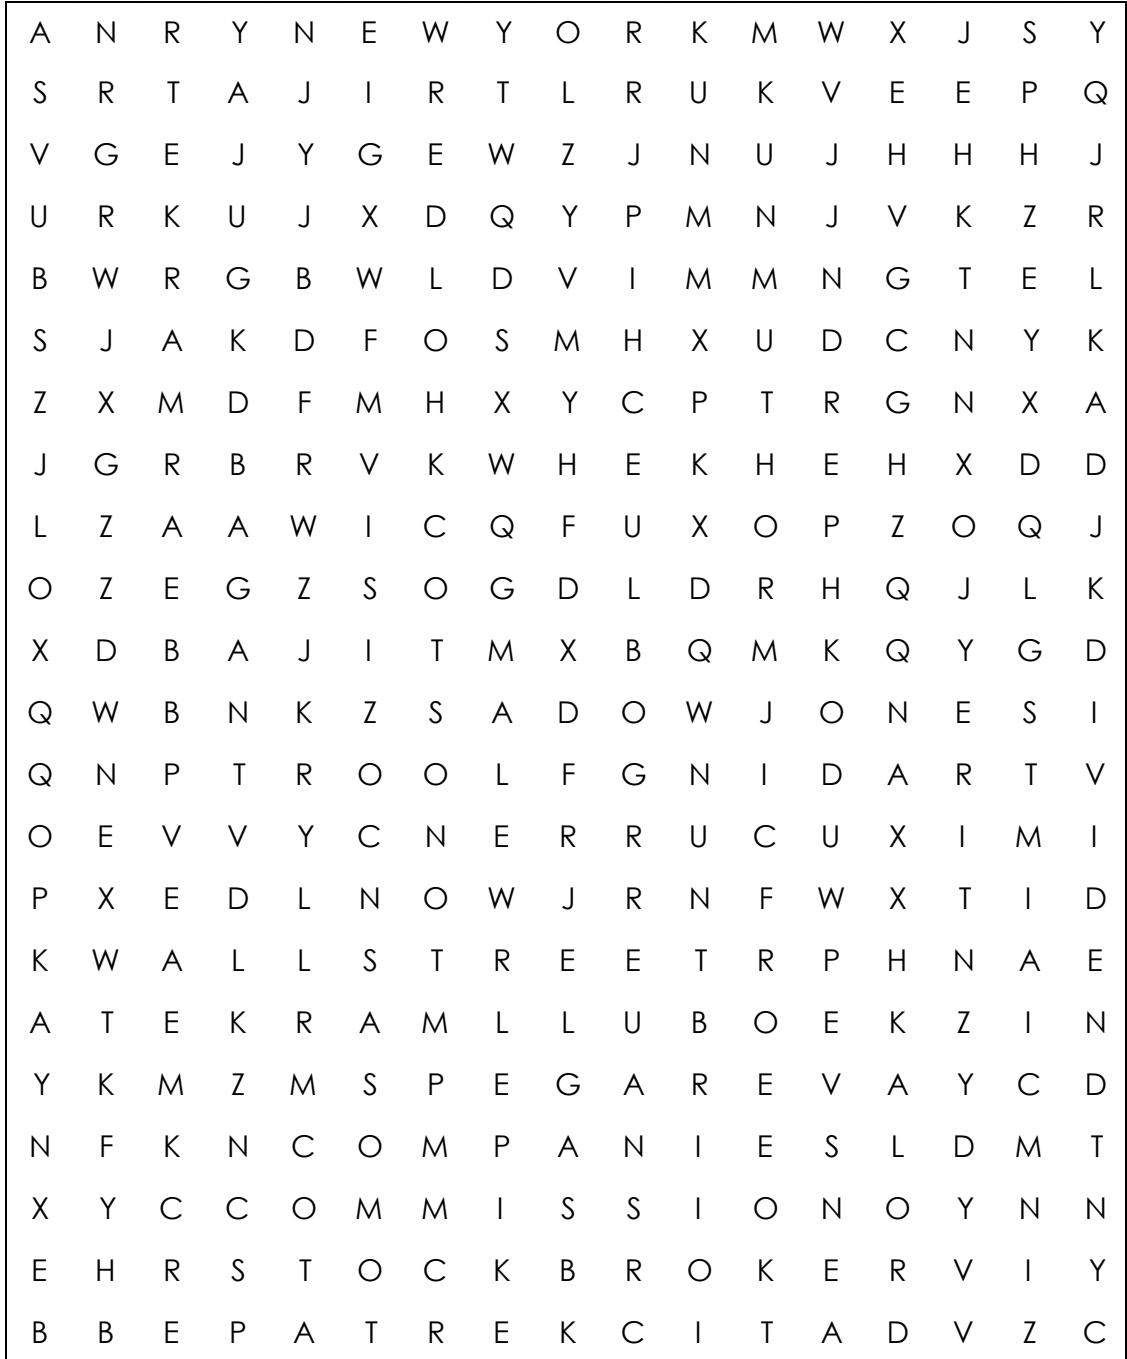 A N R Y N E W Y O R K M W X J S Y
S R T A J I R T L R U K V E E P Q
V G E J Y G E W Z J N U J H H H J
U R K U J X D Q Y P M N J V K Z R
B W R G B W L D V I M M N G T E L
S J A K D F O S M H X U D C N Y K
Z X M D F M H X Y C P T R G N X A
J G R B R V K W H E K H E H X D D
L Z A A W I C Q F U X O P Z O Q J
O Z E G Z S O G D L D R H Q J L K
X D B A J I T M X B Q M K Q Y G D
Q W B N K Z S A D O W J O N E S I
Q N P T R O O L F G N I D A R T V
O E V V Y C N E R R U C U X I M I
P X E D L N O W J R N F W X T I D
K W A L L S T R E E T R P H N A E
A T E K R A M L L U B O E K Z I N
Y K M Z M S P E G A R E V A Y C D
N F K N C O M P A N I E S L D M T
X Y C C O M M I S S I O N O Y N N
E H R S T O C K B R O K E R V I Y
B B E P A T R E K C I T A D V Z C